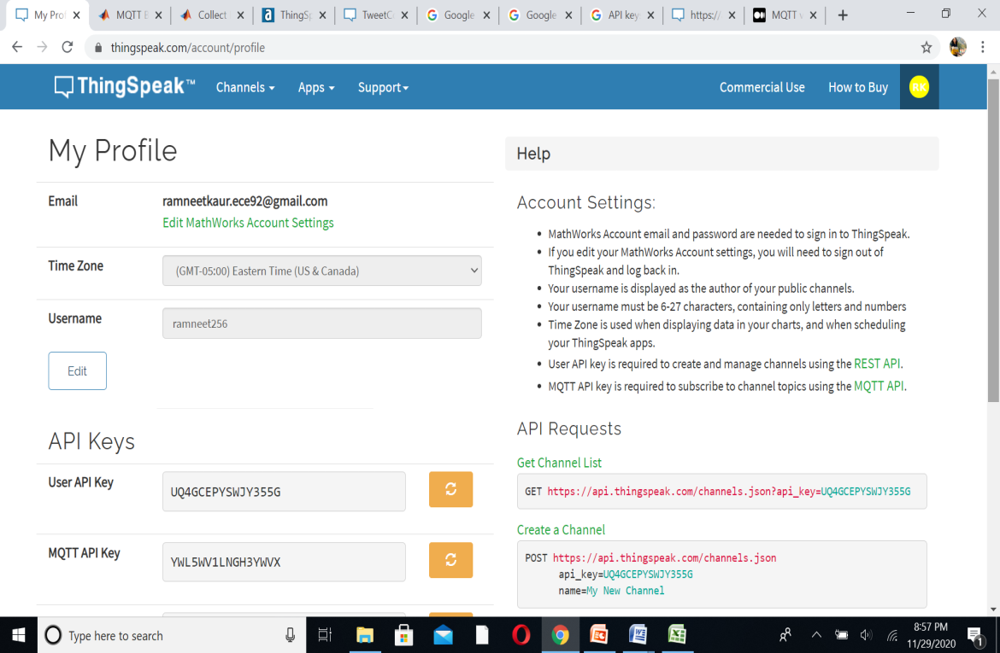 My Pro
MQTT B
Collect
ThingS
TweetC
Google
Google
API key
https:/
MQTT v
thingspeak.com/account/profile
ThingSpeak™
Channels
Apps
Support
Commercial Use
How to Buy
RK
My Profile
Email
ramneetkaur.ece92@gmail.com
Edit MathWorks Account Settings
Time Zone
(GMT-05:00) Eastern Time (US & Canada)
Username
ramneet256
Edit
API Keys
User API Key
UQ4GCEPYSWJY355G
MQTT API Key
YWL5WV1LNGH3YWVX
Help
Account Settings:
MathWorks Account email and password are needed to sign in to ThingSpeak.
If you edit your MathWorks Account settings, you will need to sign out of
ThingSpeak and log back in.
Your username is displayed as the author of your public channels.
Your username must be 6-27 characters, containing only letters and numbers
Time Zone is used when displaying data in your charts, and when scheduling
your ThingSpeak apps.
User API key is required to create and manage channels using the REST API.
MQTT API key is required to subscribe to channel topics using the MQTT API.
API Requests
Get Channel List
GET https://api.thingspeak.com/channels.json?api_key=UQ4GCEPYSWJY355G
Create a Channel
POST https://api.thingspeak.com/channels.json
api_key=UQ4GCEPYSWJY355G
name=My New Channel
Type here to search
8:57 PM
11/29/2020
1